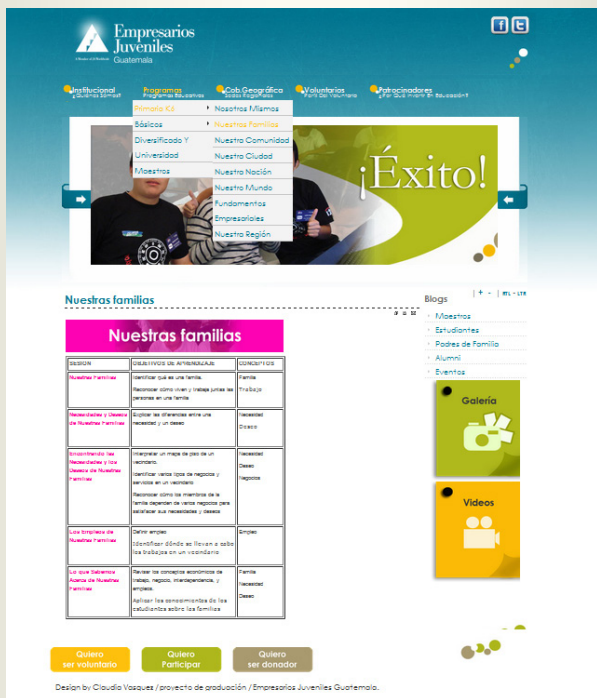 Empresarios
Juveniles
Guatemala
Institucional
¿Quiénes Somos?
Programas
Programas Educativos
Cob.Geográfica
Sedes Regionales
Voluntarios
Perfil Del Voluntario
Patrocinadores
¿Por Qué Invertir En Educación?
Primaria K4
Básicos
Diversificado Y
Universidad
Maestros
Nosotros Mismos
Nuestras Familias
Nuestra Comunidad
Nuestra Ciudad
Nuestra Nación
Nuestro Mundo
Fundamentos
Empresariales
Nuestra Región
¡Éxito!
Nuestras familias
| + - | RTL - LTR
Blogs
Maestros
Estudiantes
Padres de Familia
Alumni
Eventos
Galería
Videos
Nuestras familias
SESIÓN
OBJETIVOS DE APRENDIZAJE
CONCEPTOS
Nuestras Familias
Identificar qué es una familia.
Reconocer cómo viven y trabaja juntas las
personas en una familia
Familia
Trabajo
Necesidades y Deseos
de Nuestras Familias
Explicar las diferencias entre una
necesidad y un deseo
Necesidad
Deseo
Encontrando las
Necesidades y los
Deseos de Nuestras
Familias
Interpretar un mapa de piso de un
vecindario.
Identificar varios tipos de negocios y
servicios en un vecindario
Reconocer cómo los miembros de la
familia dependen de varios negocios para
satisfacer sus necesidades y deseos
Necesidad
Deseo
Negocios
Los Empleos de
Nuestras Familias
Definir empleo
Identificar dónde se llevan a cabo
los trabajos en un vecindario
Empleo
Lo que Sabemos
Acerca de Nuestras
Familias
Revisar los conceptos económicos de
trabajo, negocio, interdependencia, y
empleos.
Aplicar los conocimientos de los
estudiantes sobre las familias
Familia
Necesidad
Deseo
Quiero
ser voluntario
Quiero
Participar
Quiero
ser donador
Design by Claudio Vasquez / proyecto de graduación / Empresarios Juveniles Guatemala.